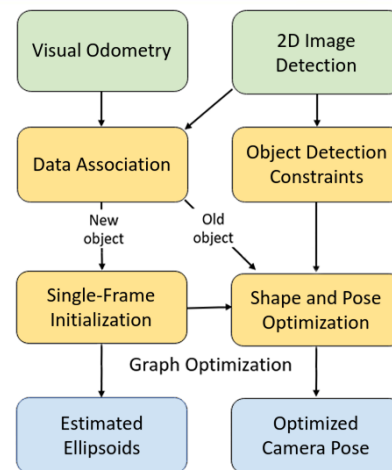 Visual Odometry
2D Image
Detection
Data Association
Object Detection
Constraints
New
object
Old
object
Single-Frame
Initialization
Shape and Pose
Optimization
Graph Optimization
Estimated
Ellipsoids
Optimized
Camera Pose